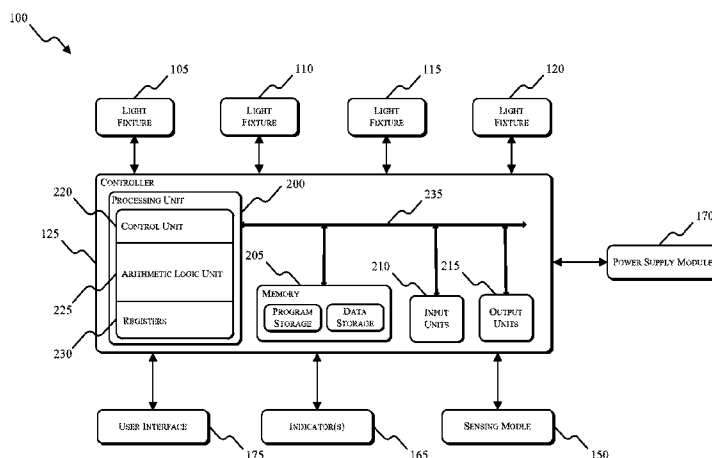 100
105
110
115
120
LIGHT
FIXTURE
LIGHT
FIXTURE
LIGHT
FIXTURE
LIGHT
FIXTURE
CONTROLLER
PROCESSING UNIT
200
220
CONTROL UNIT
235
170
125
POWER SUPPLY MODULE
205
210
215
225
ARITHMETIC LOGIC UNIT
MEMORY
PROGRAM
STORAGE
DATA
STORAGE
INPUT
UNITS
OUTPUT
UNITS
230
REGISTERS
USER INTERFACE
INDICATOR(S)
SENSING MODULE
175
165
150